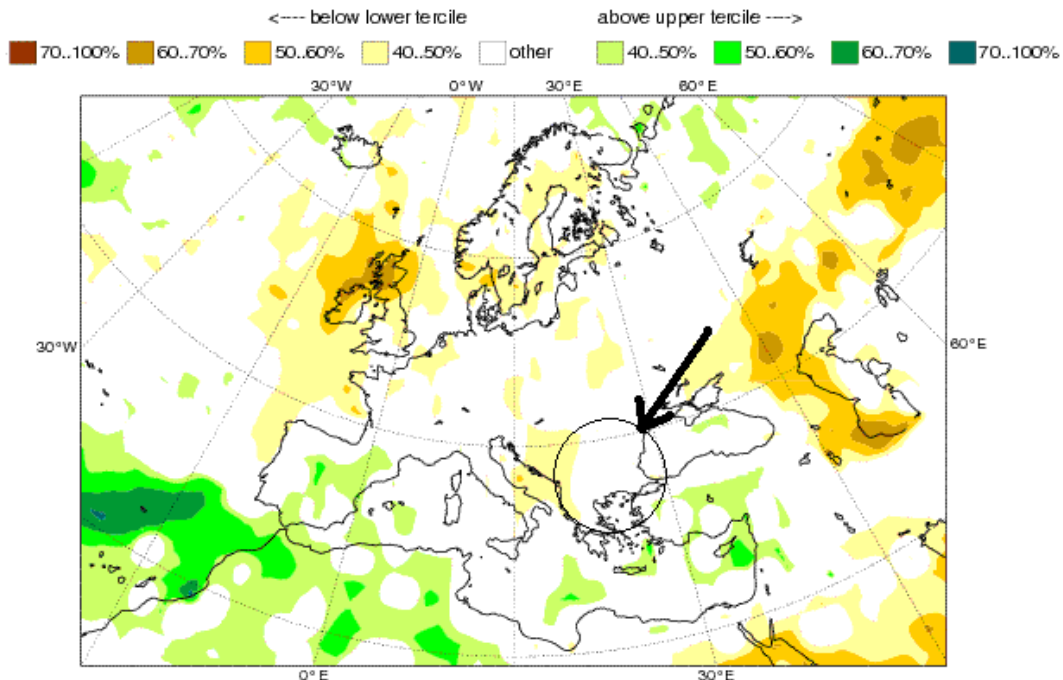 <---- below lower tercile above upper tercile ---->
70..100% 60..70% 50..60% 40..50% other 40..50% 50..60% 60..70% 70..100%
30°W 0°W 30°E 60°E
30°W 60°E
0°E 30°E